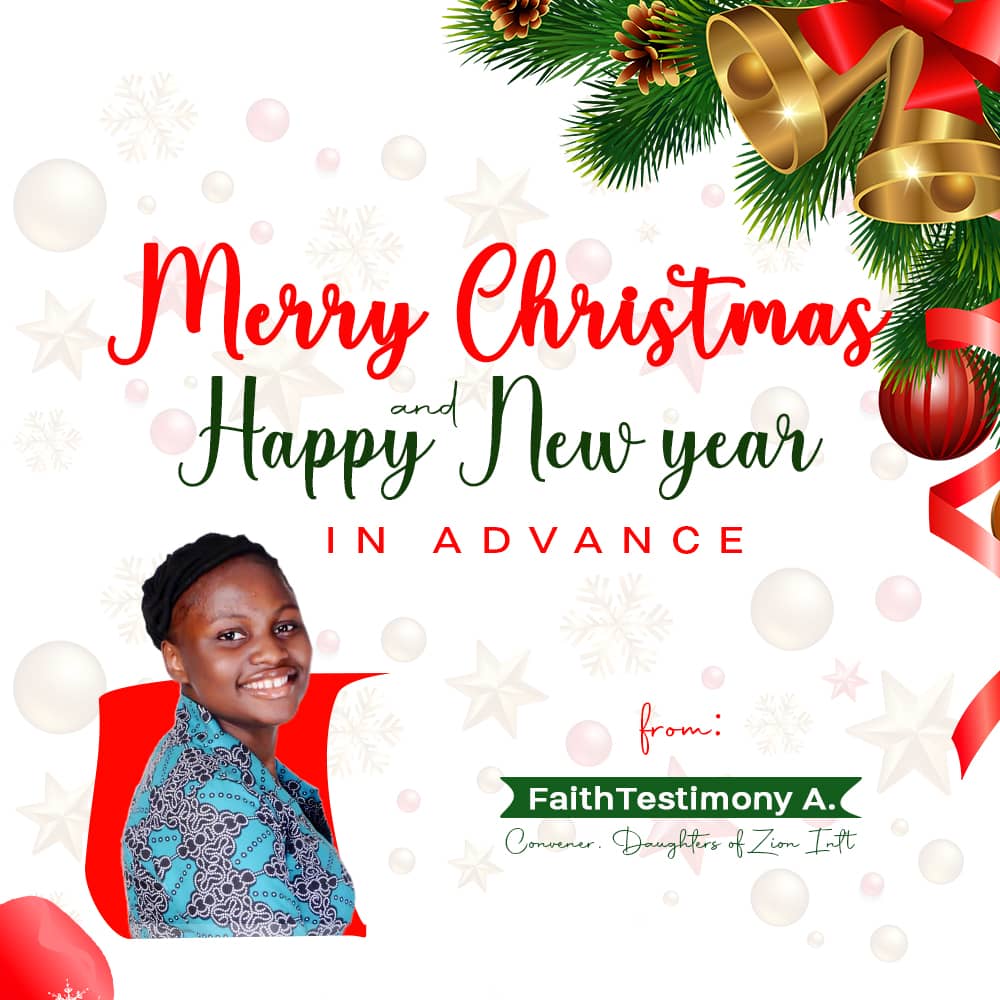 Merry Christmas
and
Happy New year
IN ADVANCE
from:
FaithTestimony A.
Convener. Daughters of Zion Int'l